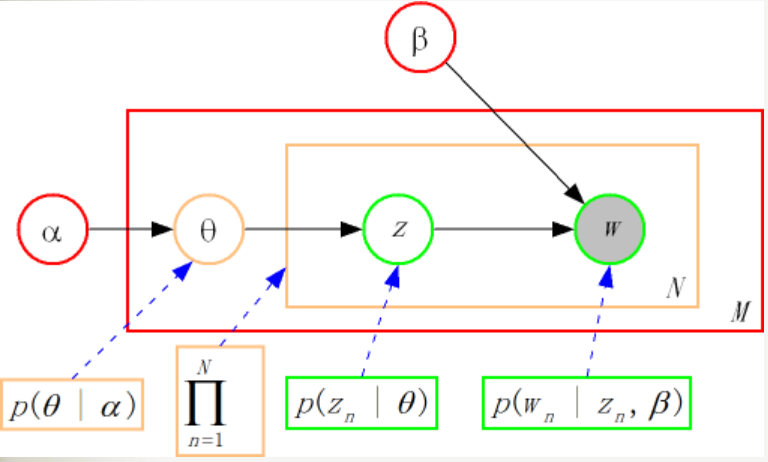 β
α
θ
z
w
N
M
p(θ | α)
N
∏
n=1
p(z_n | θ)
p(w_n | z_n, β)